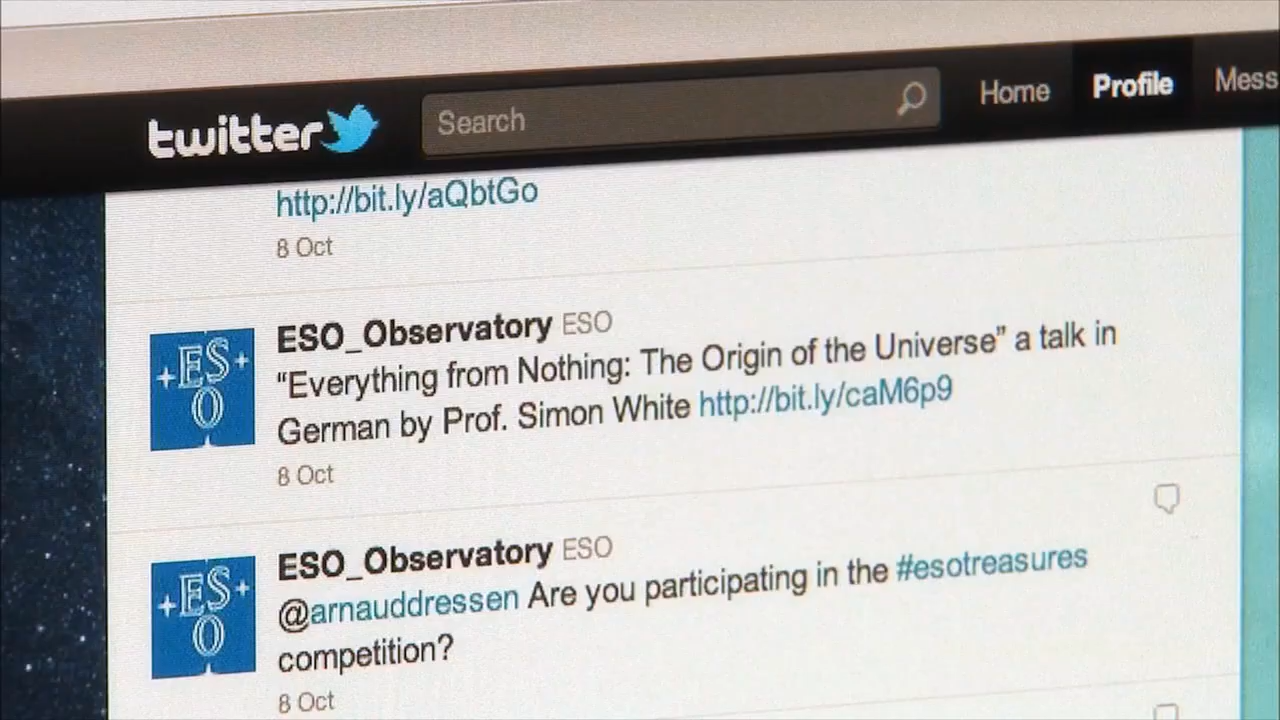 twitter
Search
Home
Profile
Mess
http://bit.ly/aQbtGo
8 Oct
ESO_Observatory ESO
“Everything from Nothing: The Origin of the Universe” a talk in
German by Prof. Simon White http://bit.ly/caM6p9
8 Oct
ESO_Observatory ESO
@arnauddressen Are you participating in the #esotreasures
competition?
8 Oct
ESO
ESO